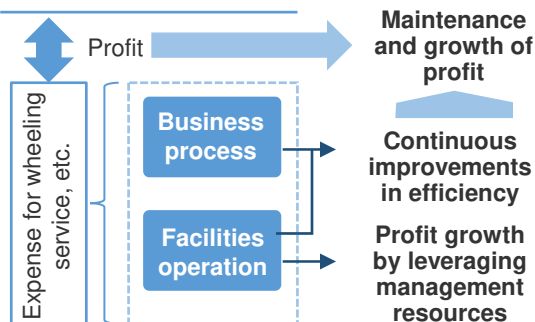 Profit
Maintenance
and growth of
profit
Expense for wheeling
service, etc.
Business
process
Continuous
improvements
in efficiency
Facilities
operation
Profit growth
by leveraging
management
resources